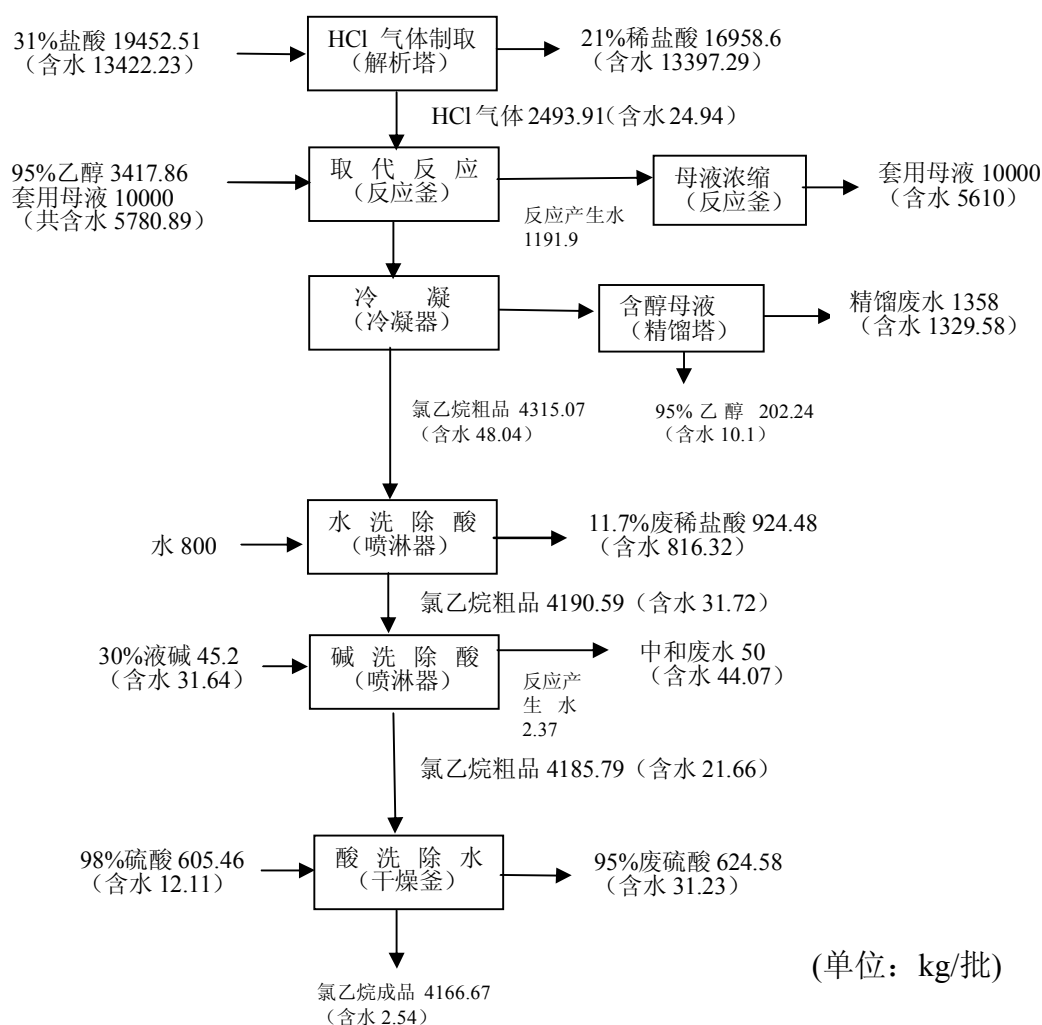 31%盐酸 19452.51
（含水 13422.23）
HCl 气体制取
（解析塔）
21%稀盐酸 16958.6
（含水 13397.29）
HCl 气体 2493.91（含水 24.94）
95%乙醇 3417.86
套用母液 10000
（共含水 5780.89）
取代反应
（反应釜）
反应产生水
1191.9
母液浓缩
（反应釜）
套用母液 10000
（含水 5610）
冷凝
（冷凝器）
含醇母液
（精馏塔）
精馏废水 1358
（含水 1329.58）
95%乙醇 202.24
（含水 10.1）
氯乙烷粗品 4315.07
（含水 48.04）
水 800
水洗除酸
（喷淋器）
11.7%废稀盐酸 924.48
（含水 816.32）
氯乙烷粗品 4190.59（含水 31.72）
30%液碱 45.2
（含水 31.64）
碱洗除酸
（喷淋器）
反应产
生水
2.37
中和废水 50
（含水 44.07）
氯乙烷粗品 4185.79（含水 21.66）
98%硫酸 605.46
（含水 12.11）
酸洗除水
（干燥釜）
95%废硫酸 624.58
（含水 31.23）
氯乙烷成品 4166.67
（含水 2.54）
(单位：kg/批)